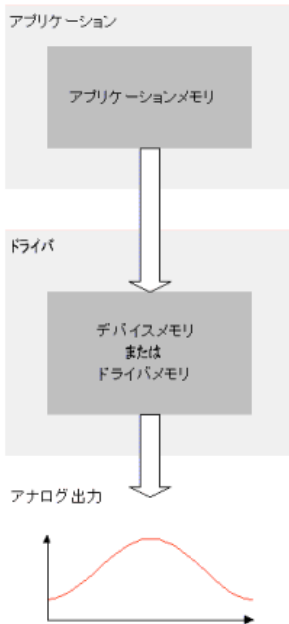 アプリケーション
アプリケーションメモリ
ドライバ
デバイスメモリ
または
ドライバメモリ
アナログ出力